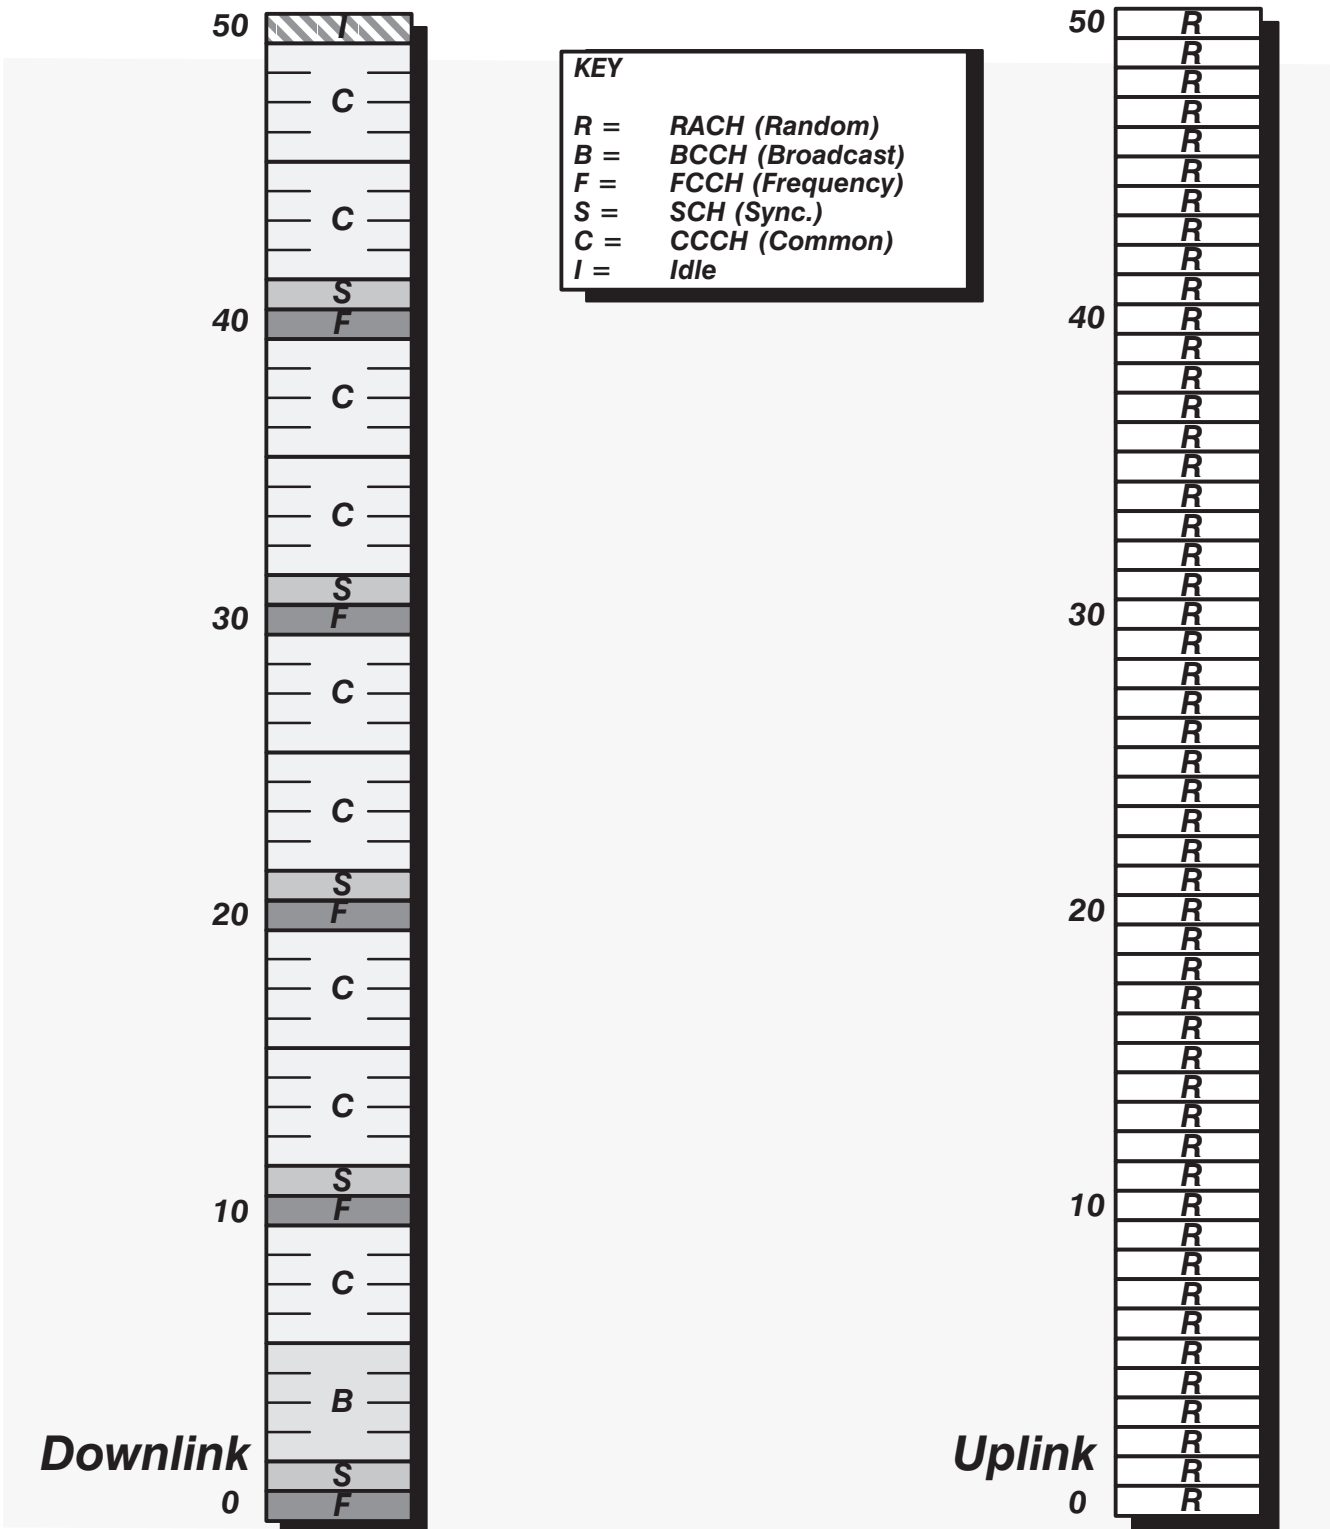 50 I
C
C
S
40 F
C
C
S
30 F
C
C
S
20 F
C
C
S
10 F
C
B
Downlink
S
0 F
KEY
R = RACH (Random)
B = BCCH (Broadcast)
F = FCCH (Frequency)
S = SCH (Sync.)
C = CCCH (Common)
I = Idle
50 R
R
R
R
R
R
R
R
R
R
40 R
R
R
R
R
R
R
R
R
R
30 R
R
R
R
R
R
R
R
R
R
20 R
R
R
R
R
R
R
R
R
R
10 R
R
R
R
R
R
R
R
Uplink R
R
0 R